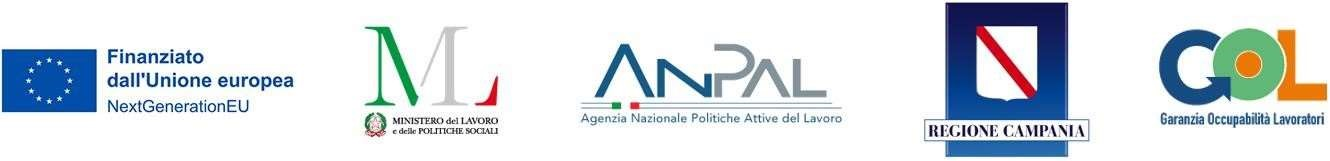 Finanziato
dall'Unione europea
NextGenerationEU
ML
MINISTERO del LAVORO
e delle POLITICHE SOCIALI
ANPAL
Agenzia Nazionale Politiche Attive del Lavoro
REGIONE CAMPANIA
GOL
Garanzia Occupabilità Lavoratori